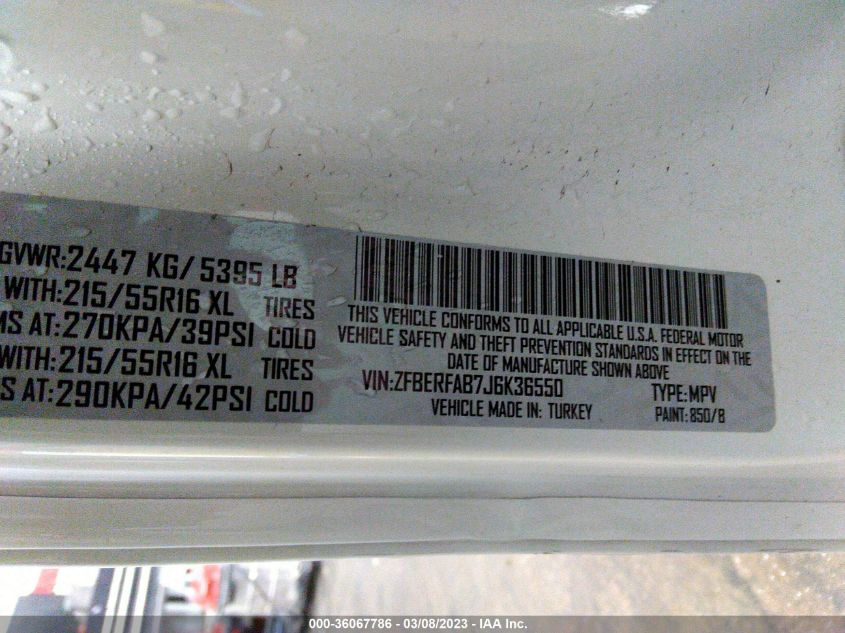 GVWR:2447 KG/ 5395 LB
WITH:215/55R16 XL TIRES
AT:270KPA/39PSI COLD
WITH:215/55R16 XL TIRES
AT:290KPA/42PSI COLD
THIS VEHICLE CONFORMS TO ALL APPLICABLE U.S.A. FEDERAL MOTOR
VEHICLE SAFETY AND THEFT PREVENTION STANDARDS IN EFFECT ON THE
DATE OF MANUFACTURE SHOWN ABOVE
VIN:ZFBERFAB7J6K36550 TYPE:MPV
VEHICLE MADE IN: TURKEY PAINT: 850/B
000-36067786 - 03/08/2023 - IAA Inc.